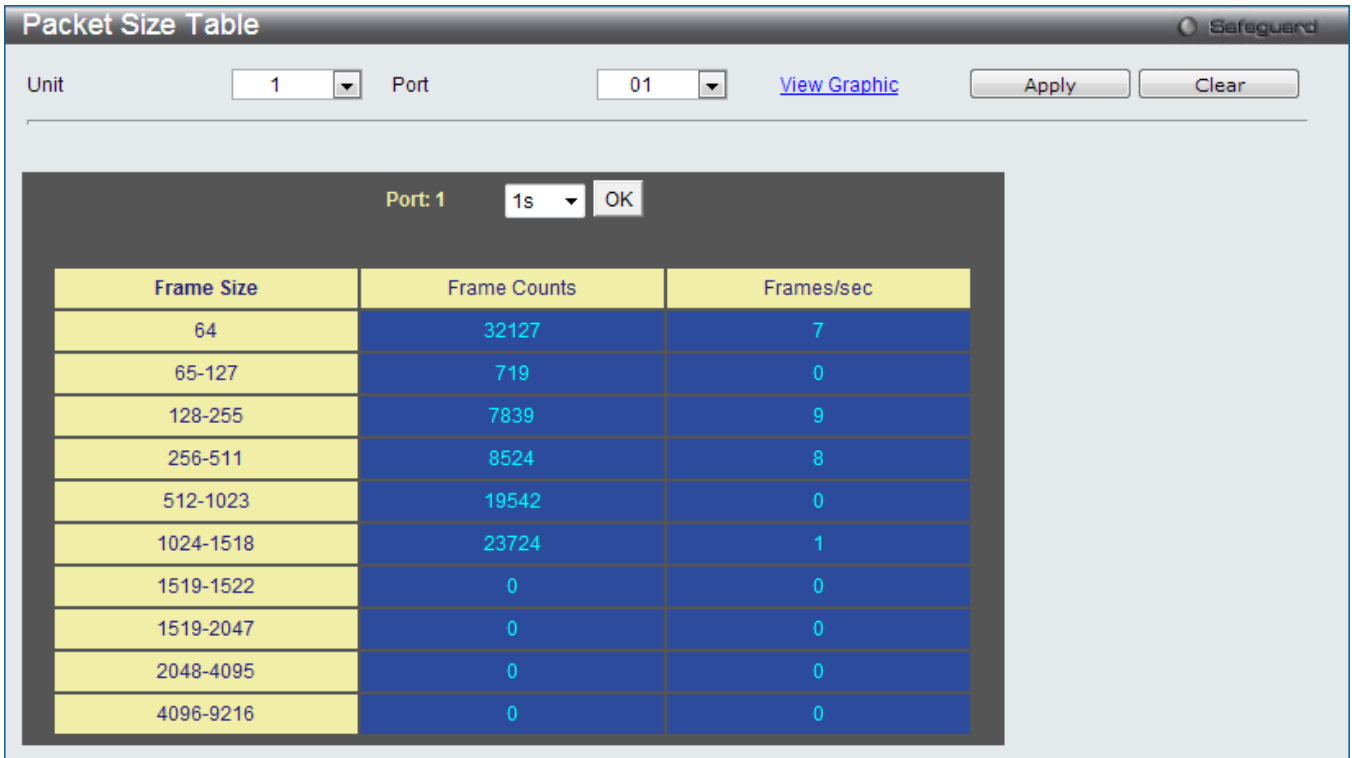 Packet Size Table Safeguard
Unit 1 Port 01 View Graphic Apply Clear
Port: 1 1s OK
Frame Size Frame Counts Frames/sec
64 32127 7
65-127 719 0
128-255 7839 9
256-511 8524 8
512-1023 19542 0
1024-1518 23724 1
1519-1522 0 0
1519-2047 0 0
2048-4095 0 0
4096-9216 0 0